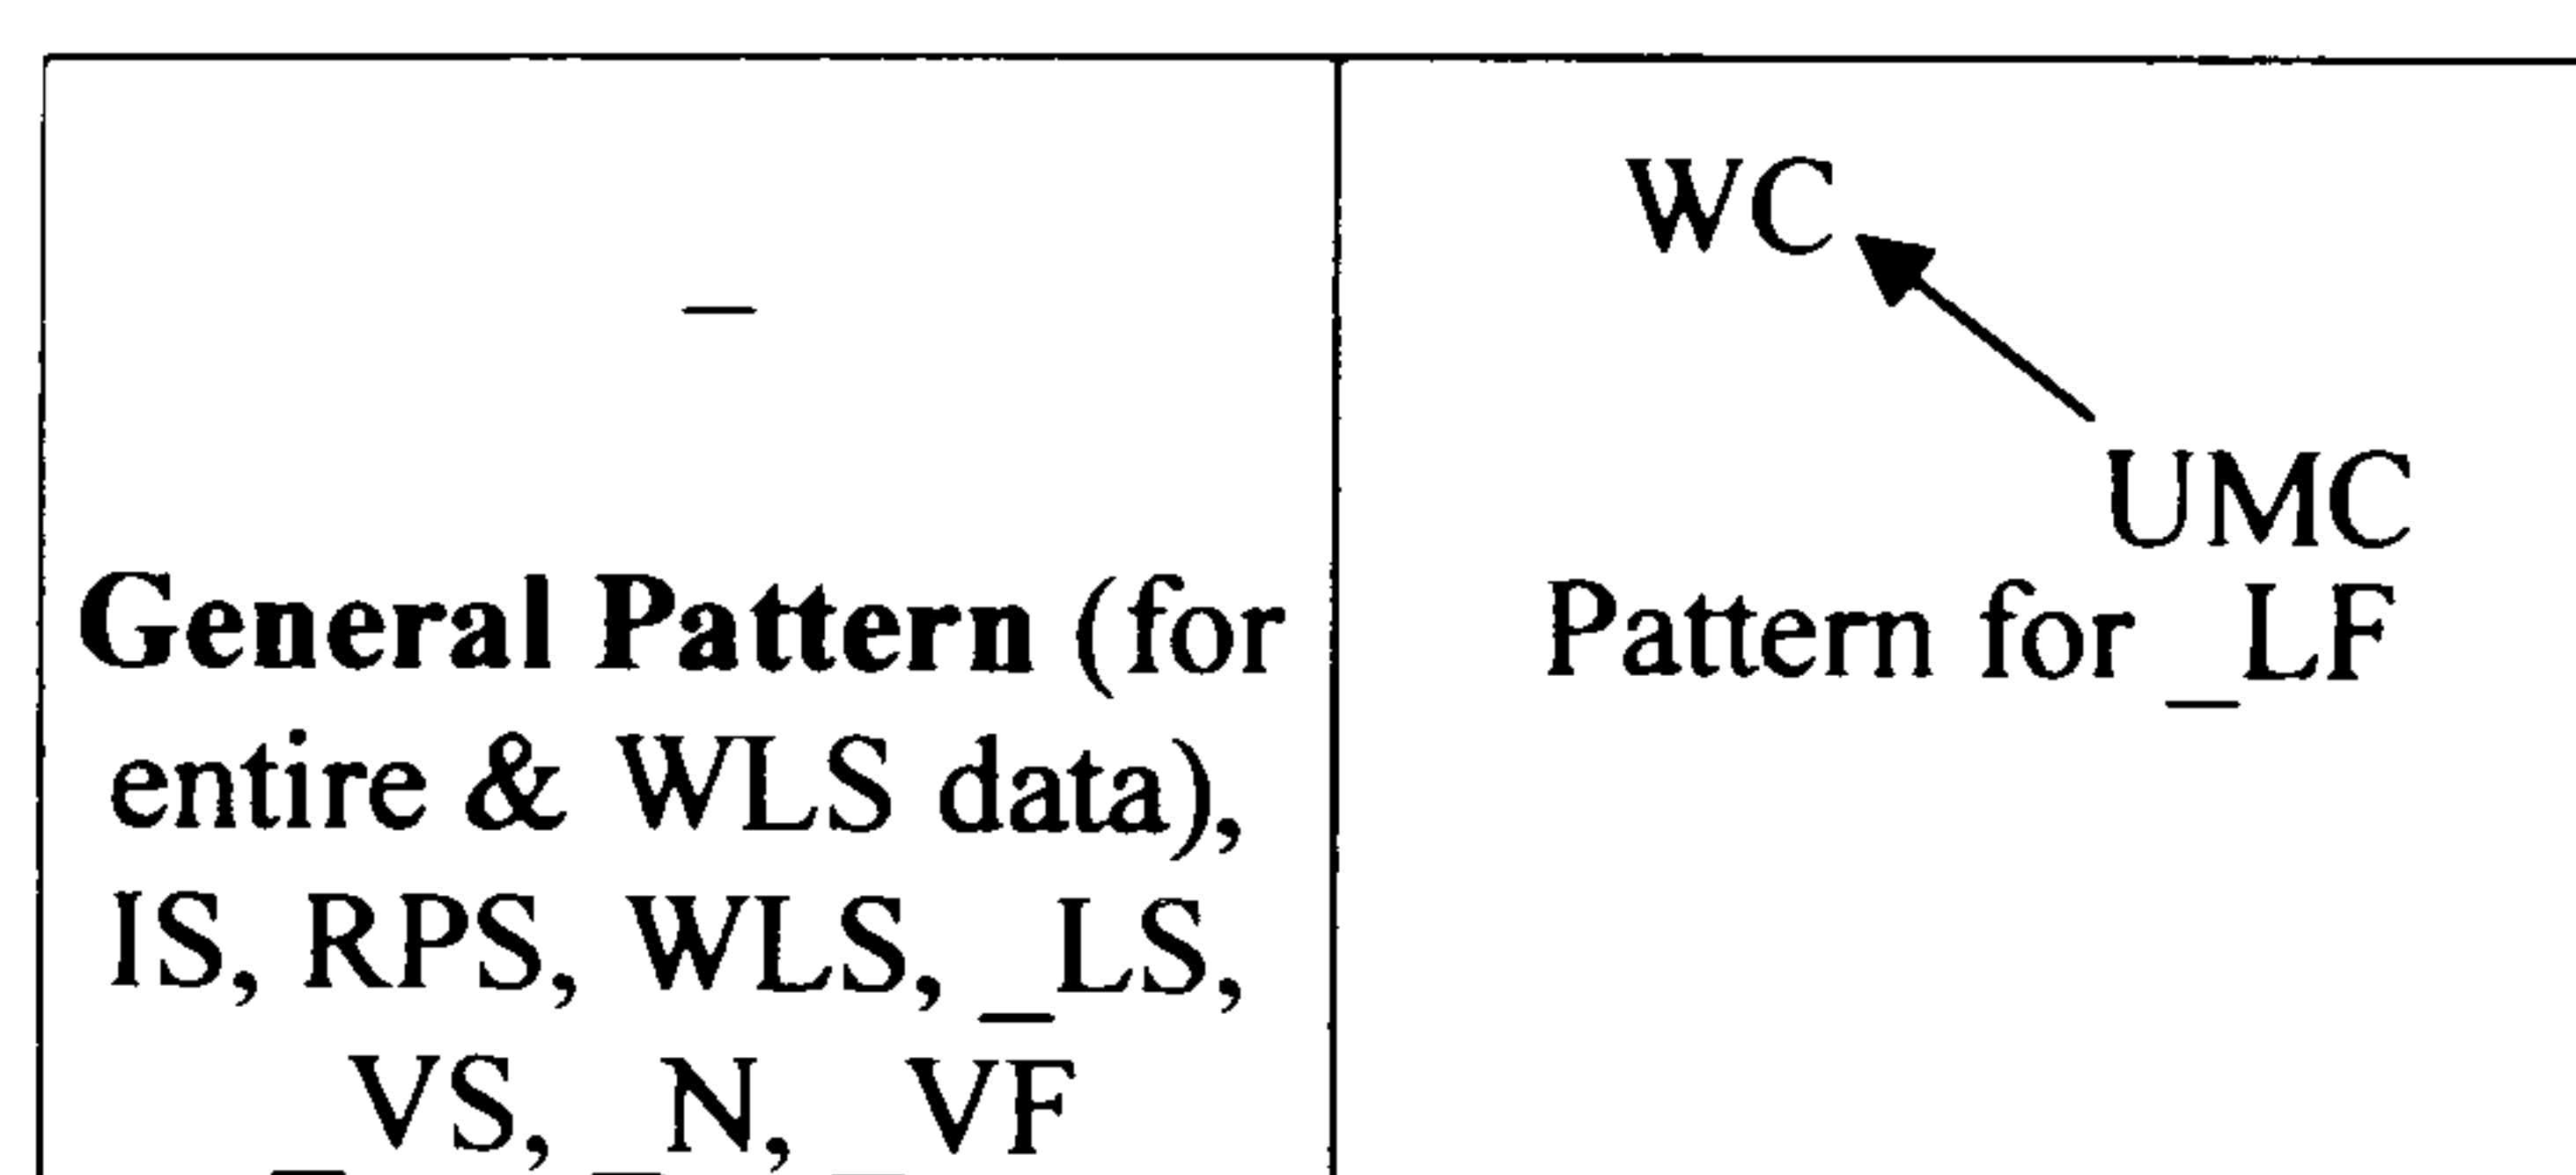 –
General Pattern (for
entire & WLS data),
IS, RPS, WLS, _LS,
_VS, _N, _VF
WC
UMC
Pattern for _LF